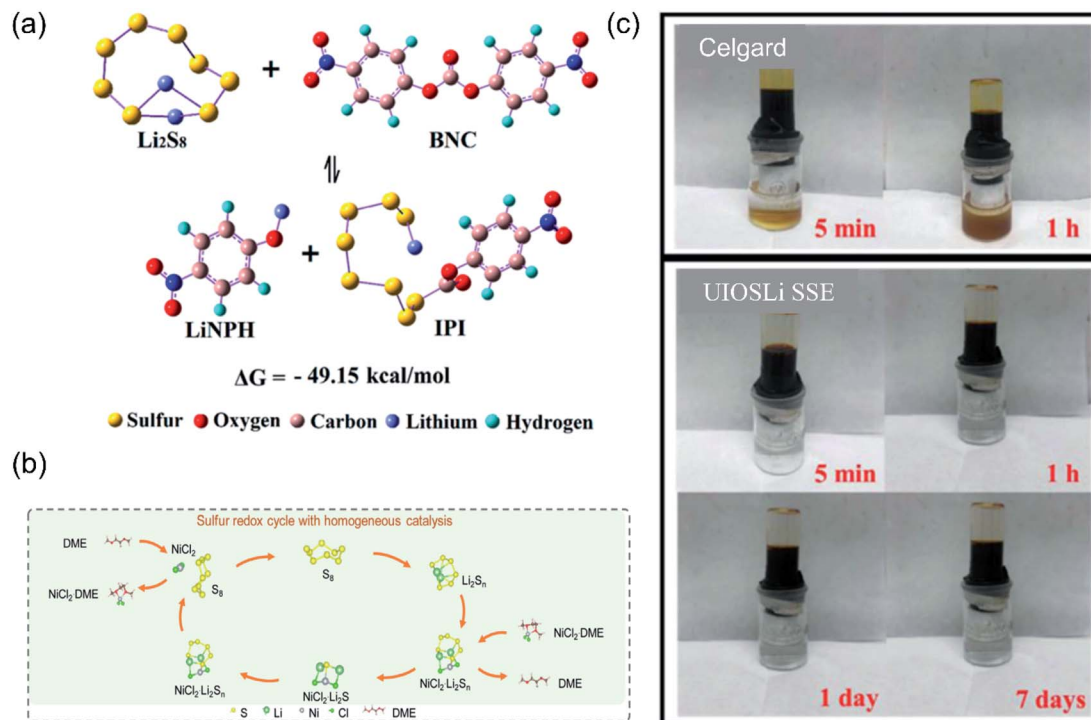 (a)
Li2S8
+
BNC
⇌
LiNPH
+
IPI
ΔG = - 49.15 kcal/mol
Sulfur Oxygen Carbon Lithium Hydrogen
(b)
Sulfur redox cycle with homogeneous catalysis
DME
NiCl2
S8
S8
Li2Sn
NiCl2 DME
NiCl2 DME
NiCl2·Li2Sn
NiCl2·Li2S
NiCl2·Li2Sn
DME
S Li Ni Cl DME
(c)
Celgard
5 min
1 h
UIOSLi SSE
5 min
1 h
1 day
7 days